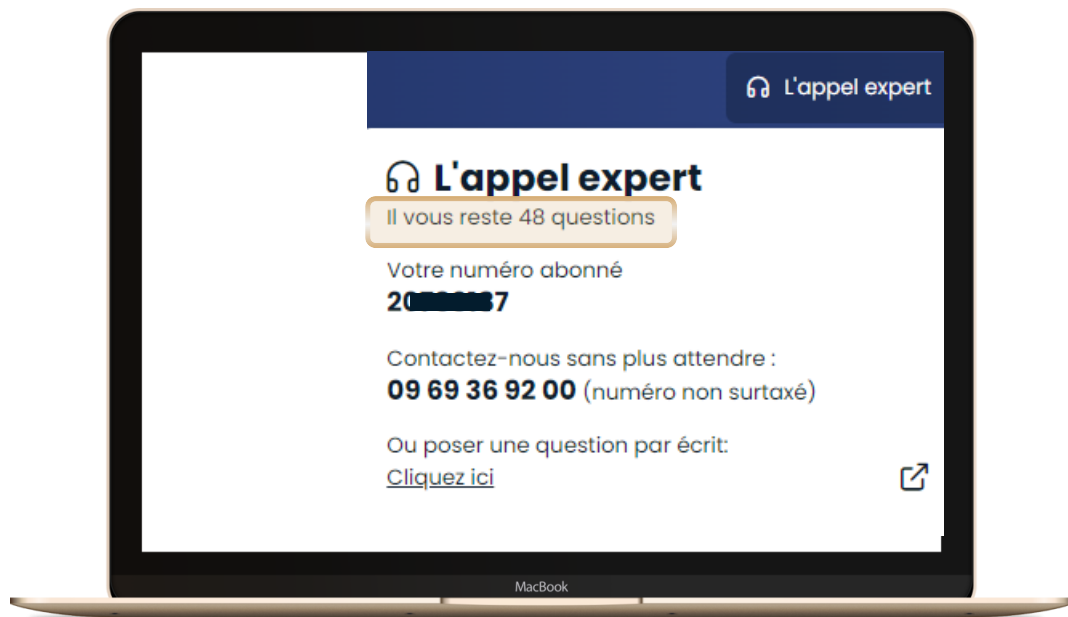 L'appel expert
L'appel expert
Il vous reste 48 questions
Votre numéro abonné
Contactez-nous sans plus attendre :
09 69 36 92 00 (numéro non surtaxé)
Ou poser une question par écrit:
Cliquez ici
MacBook